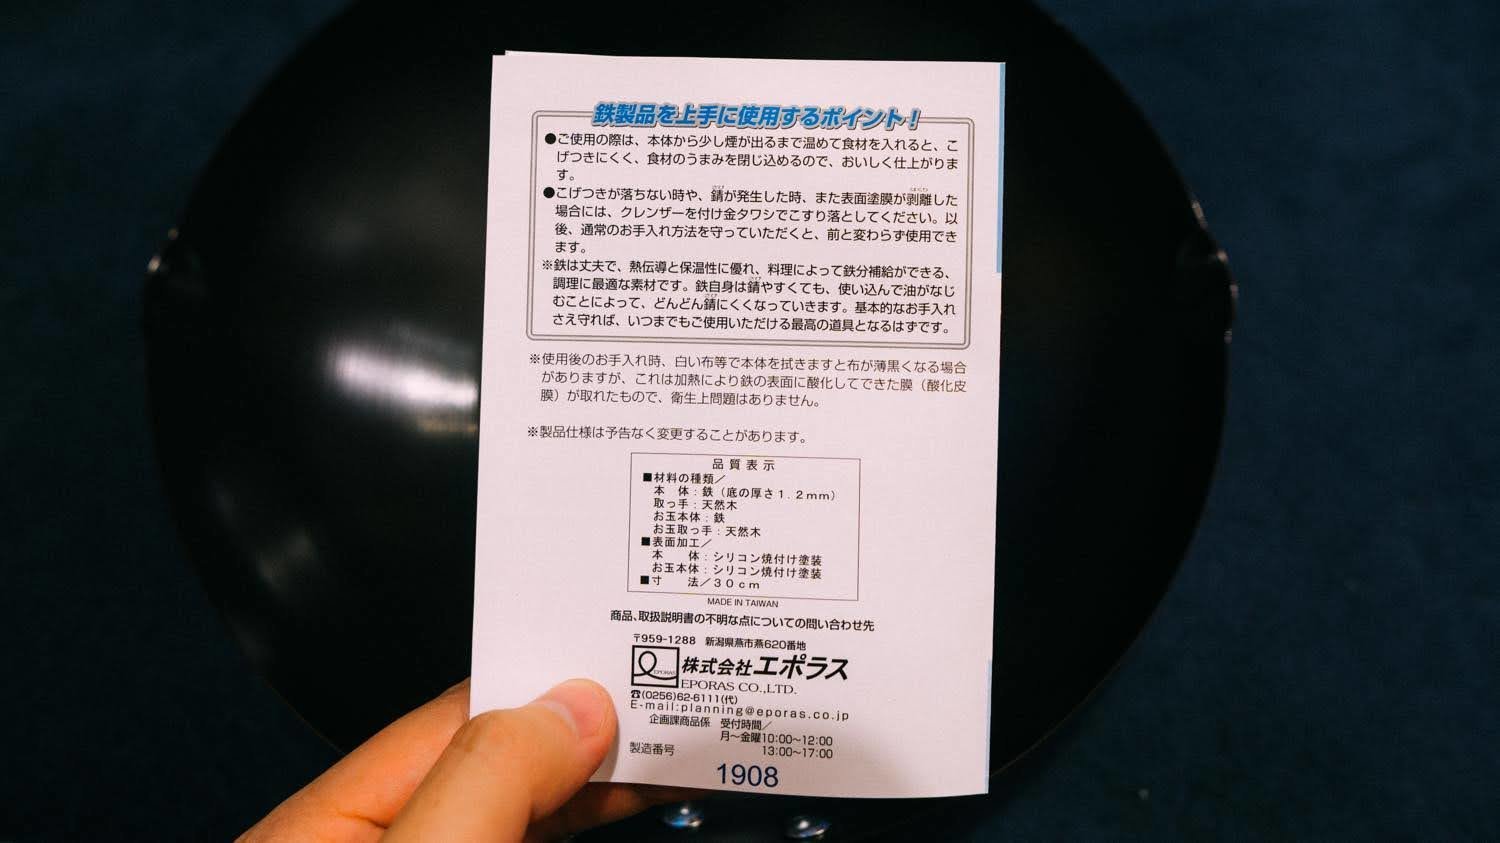 鉄製品を上手に使用するポイント！
●ご使用の際は、本体から少し煙が出るまで温めて食材を入れると、こ
げつきにくく、食材のうまみを閉じ込めるので、おいしく仕上がりま
す。
●こげつきが落ちない時や、錆が発生した時、また表面塗膜が剥離した
場合には、クレンザーを付け金タワシでこすり落としてください。以
後、通常のお手入れ方法を守っていただくと、前と変わらず使用でき
ます。
※鉄は丈夫で、熱伝導と保温性に優れ、料理によって鉄分補給ができる、
調理に最適な素材です。鉄自身は錆やすくても、使い込んで油がなじ
むことによって、どんどん錆にくくなっていきます。基本的なお手入れ
さえ守れば、いつまでもご使用いただける最高の道具となるはずです。
※使用後のお手入れ時、白い布等で本体を拭きますと布が薄黒くなる場合
がありますが、これは加熱により鉄の表面に酸化してできた膜（酸化皮
膜）が取れたもので、衛生上問題はありません。
※製品仕様は予告なく変更することがあります。
品質表示
■材料の種類／
本 体：鉄（底の厚さ1.2mm）
取っ手：天然木
お玉本体：鉄
お玉取っ手：天然木
■表面加工／
本 体：シリコン焼付け塗装
お玉本体：シリコン焼付け塗装
■寸 法／30cm
MADE IN TAIWAN
商品、取扱説明書の不明な点についての問い合わせ先
〒959-1288 新潟県燕市燕620番地
EPORAS 株式会社エポラス
EPORAS CO.,LTD.
☎(0256)62-6111(代)
E-mail:planning@eporas.co.jp
企画課商品係 受付時間／
月～金曜10:00～12:00
製造番号 13:00～17:00
1908